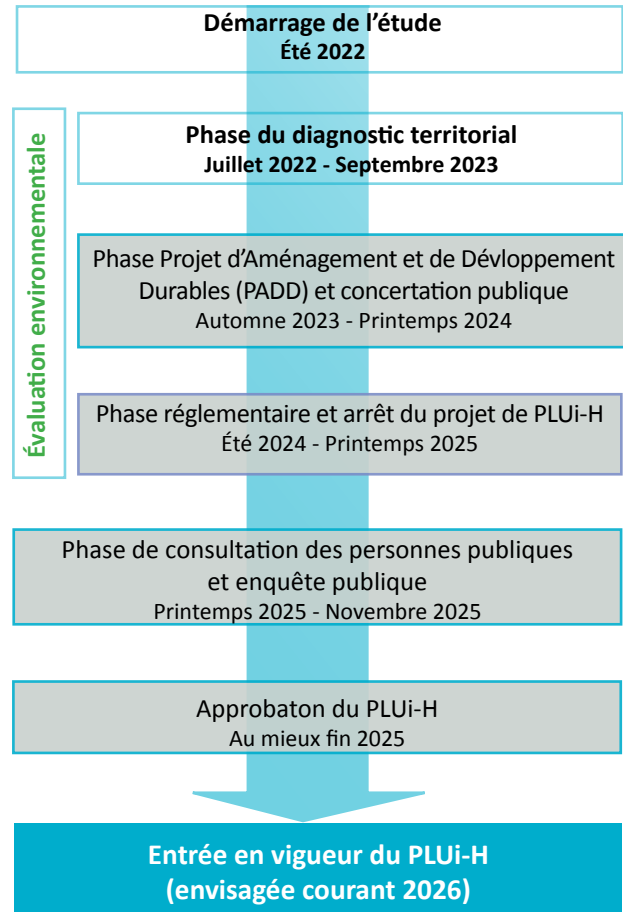 Démarrage de l'étude
Été 2022
Évaluation environnementale
Phase du diagnostic territorial
Juillet 2022 - Septembre 2023
Phase Projet d'Aménagement et de Dévloppement
Durables (PADD) et concertation publique
Automne 2023 - Printemps 2024
Phase réglementaire et arrêt du projet de PLUi-H
Été 2024 - Printemps 2025
Phase de consultation des personnes publiques
et enquête publique
Printemps 2025 - Novembre 2025
Approbaton du PLUi-H
Au mieux fin 2025
Entrée en vigueur du PLUi-H
(envisagée courant 2026)